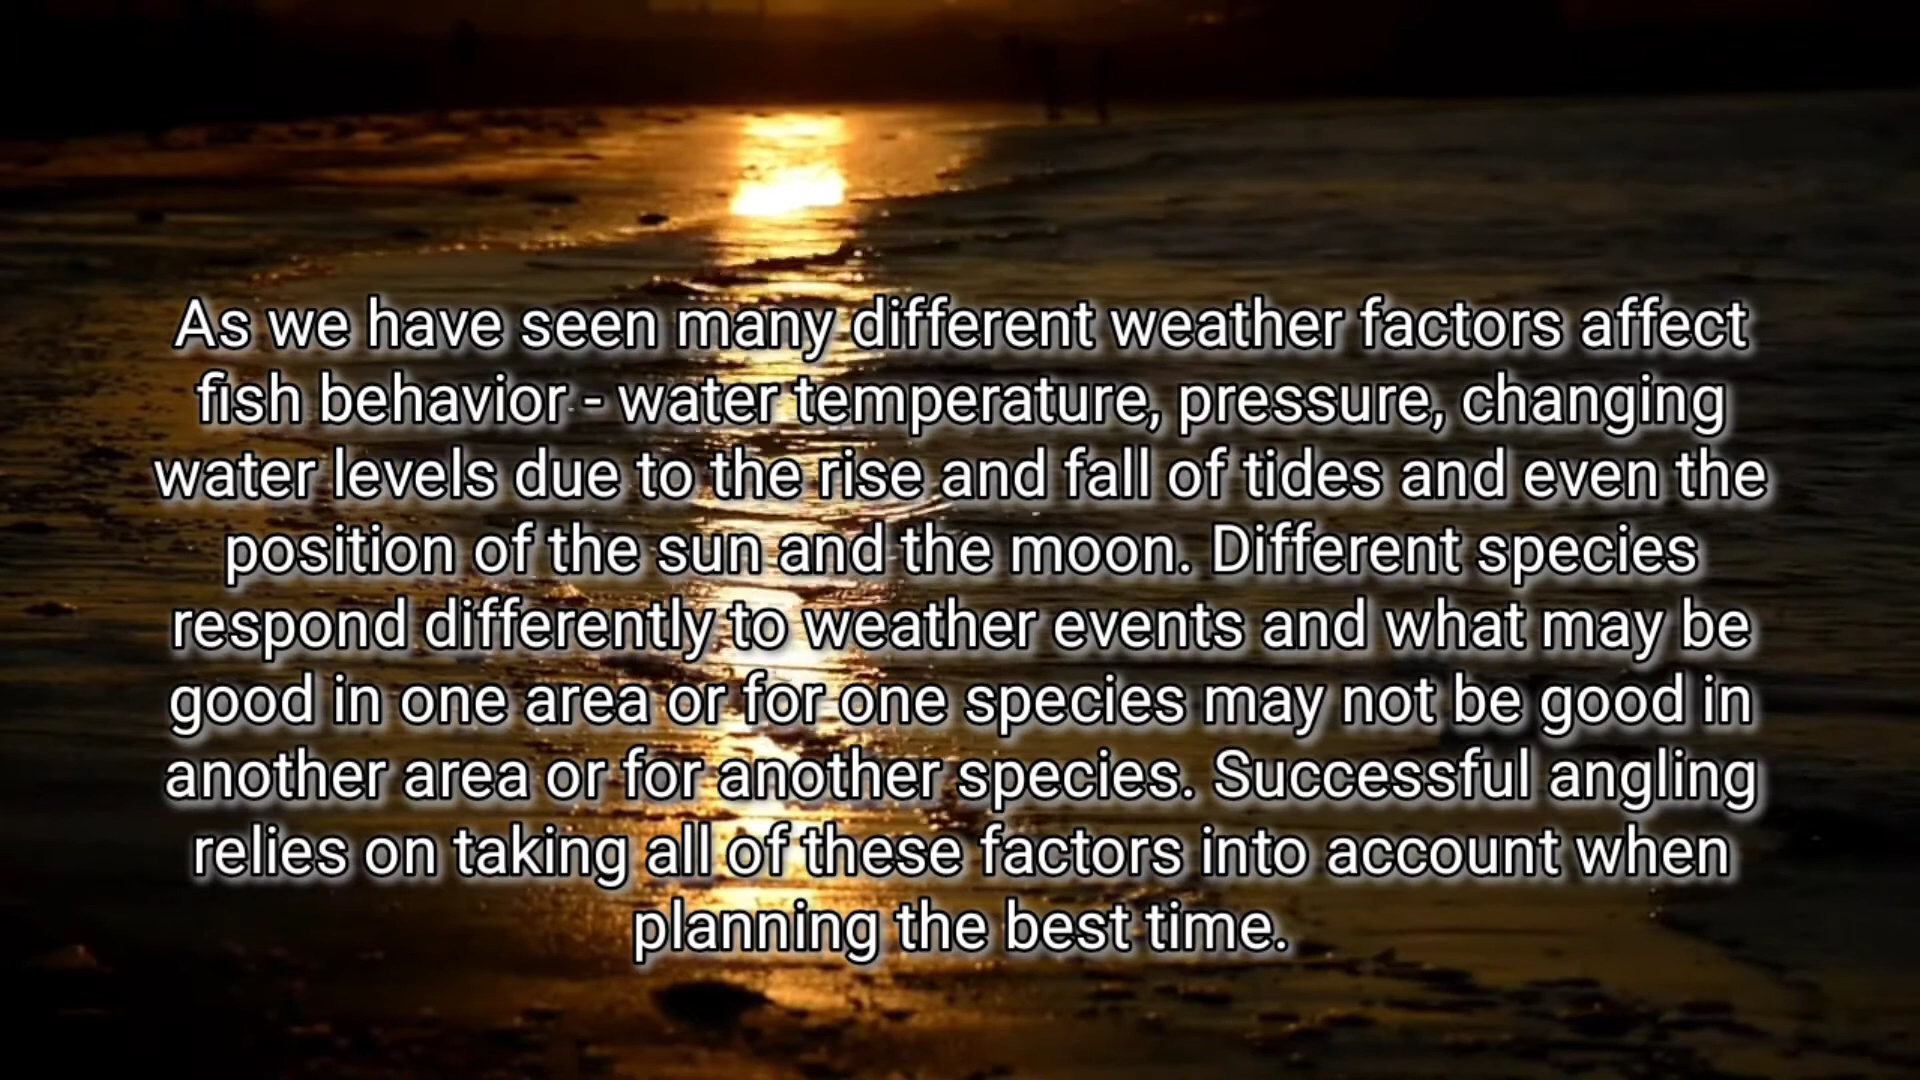 As we have seen many different weather factors affect
fish behavior - water temperature, pressure, changing
water levels due to the rise and fall of tides and even the
position of the sun and the moon. Different species
respond differently to weather events and what may be
good in one area or for one species may not be good in
another area or for another species. Successful angling
relies on taking all of these factors into account when
planning the best time.